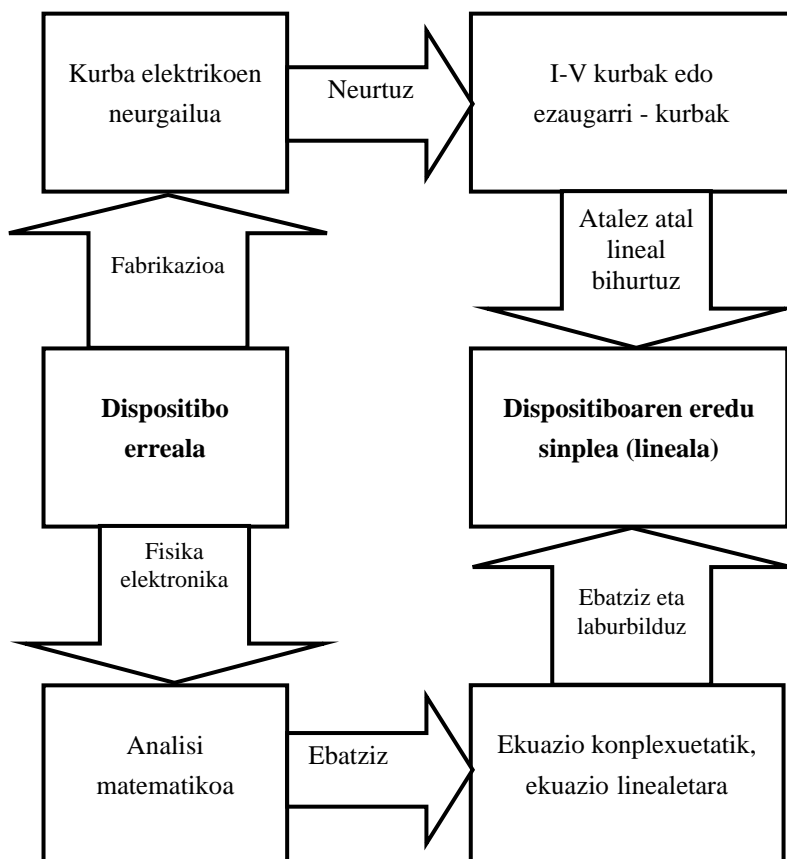 Kurba elektrikoen
neurgailua
Neurtuz
I-V kurbak edo
ezaugarri - kurbak
Fabrikazioa
Atalez atal
lineal
bihurtuz
Dispositibo
erreala
Dispositiboaren eredu
sinplea (lineala)
Fisika
elektronika
Ebatziz eta
laburbilduz
Analisi
matematikoa
Ebatziz
Ekuazio konplexuetatik,
ekuazio linealetara